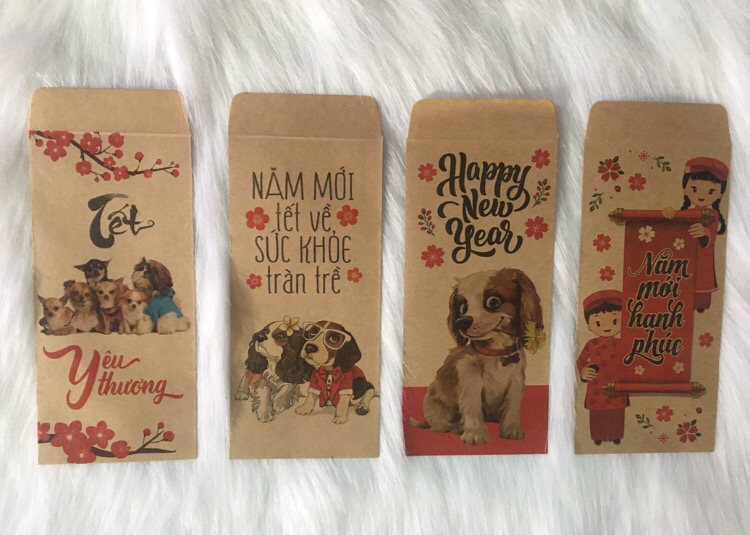 Tết
Yêu
thương
NĂM MỚI
tết về
SỨC KHỎE
tràn trề
Happy
New
Year
Năm
mới
hạnh
phúc